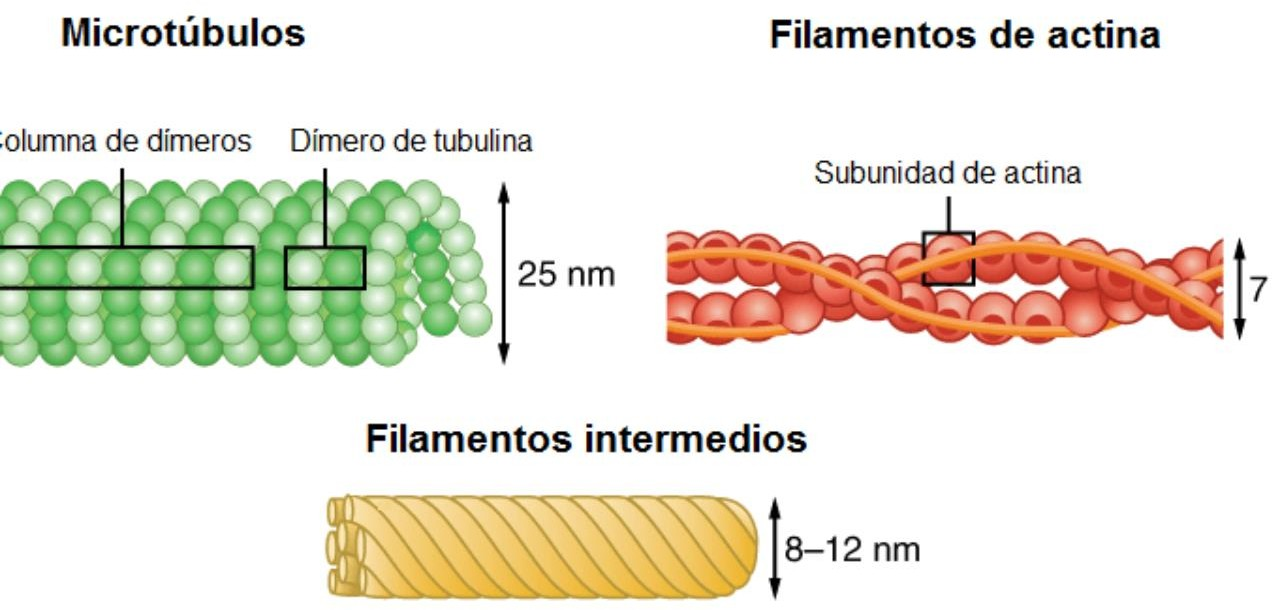 Microtúbulos
Filamentos de actina
olumna de dímeros
Dímero de tubulina
Subunidad de actina
25 nm
7
Filamentos intermedios
8–12 nm